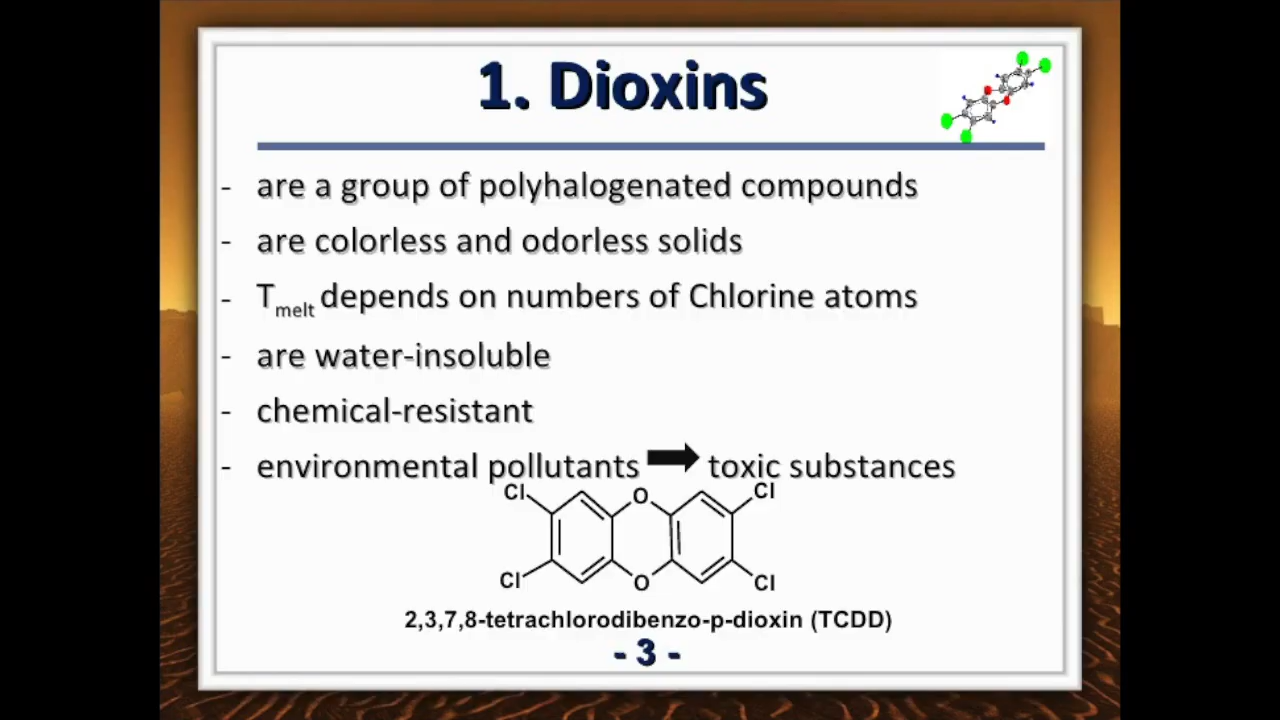 1. Dioxins
- are a group of polyhalogenated compounds
- are colorless and odorless solids
- Tmelt depends on numbers of Chlorine atoms
- are water-insoluble
- chemical-resistant
- environmental pollutants ➡ toxic substances
Cl O Cl
Cl O Cl
2,3,7,8-tetrachlorodibenzo-p-dioxin (TCDD)
- 3 -